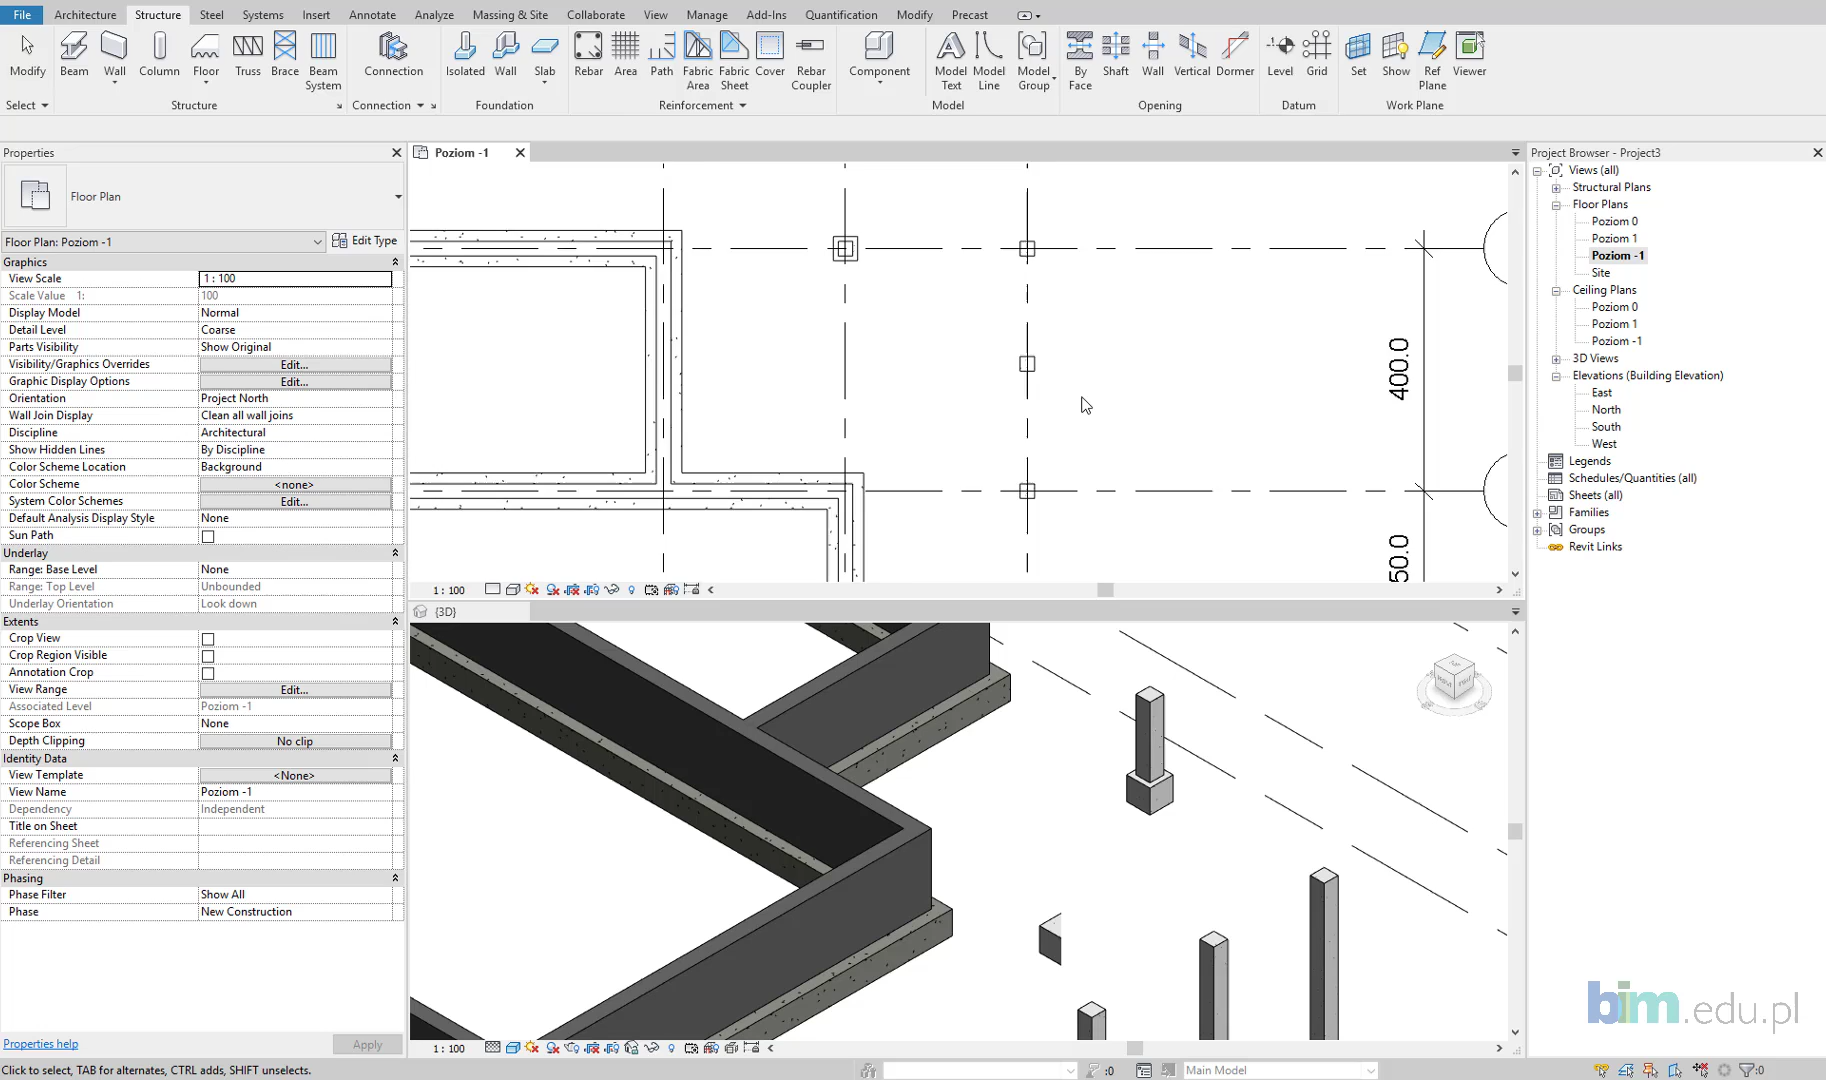 File Architecture Structure Steel Systems Insert Annotate Analyze Massing & Site Collaborate View Manage Add-Ins Quantification Modify Precast
Modify Beam Wall Column Floor Truss Brace Beam System Connection Isolated Wall Slab Rebar Area Path Fabric Area Fabric Sheet Cover Rebar Coupler Component Model Text Model Line Model Group By Face Shaft Wall Vertical Dormer Level Grid Set Show Ref Plane Viewer
Select Structure Connection Foundation Reinforcement Model Opening Datum Work Plane
Properties
Floor Plan
Floor Plan: Poziom -1 Edit Type
Graphics
View Scale 1 : 100
Scale Value 1: 100
Display Model Normal
Detail Level Coarse
Parts Visibility Show Original
Visibility/Graphics Overrides Edit...
Graphic Display Options Edit...
Orientation Project North
Wall Join Display Clean all wall joins
Discipline Architectural
Show Hidden Lines By Discipline
Color Scheme Location Background
Color Scheme <none>
System Color Schemes Edit...
Default Analysis Display Style None
Sun Path
Underlay
Range: Base Level None
Range: Top Level Unbounded
Underlay Orientation Look down
Extents
Crop View
Crop Region Visible
Annotation Crop
View Range Edit...
Associated Level Poziom -1
Scope Box None
Depth Clipping No clip
Identity Data
View Template <None>
View Name Poziom -1
Dependency Independent
Title on Sheet
Referencing Sheet
Referencing Detail
Phasing
Phase Filter Show All
Phase New Construction
Properties help Apply
Poziom -1
400.0
50.0
1 : 100
{3D}
1 : 100
Project Browser - Project3
Views (all)
Structural Plans
Floor Plans
Poziom 0
Poziom 1
Poziom -1
Site
Ceiling Plans
Poziom 0
Poziom 1
Poziom -1
3D Views
Elevations (Building Elevation)
East
North
South
West
Legends
Schedules/Quantities (all)
Sheets (all)
Families
Groups
Revit Links
bim.edu.pl
Click to select, TAB for alternates, CTRL adds, SHIFT unselects. :0 Main Model :0